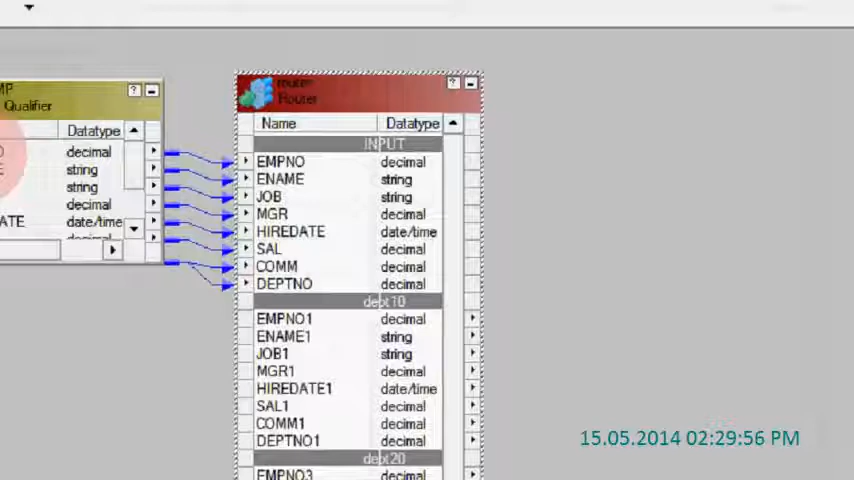 MP
Qualifier
Datatype
decimal
string
string
decimal
ATE date/time
decimal
router
Router
Name Datatype
INPUT
EMPNO decimal
ENAME string
JOB string
MGR decimal
HIREDATE date/time
SAL decimal
COMM decimal
DEPTNO decimal
dept10
EMPNO1 decimal
ENAME1 string
JOB1 string
MGR1 decimal
HIREDATE1 date/time
SAL1 decimal
COMM1 decimal
DEPTNO1 decimal
dept20
EMPNO3 decimal
15.05.2014 02:29:56 PM